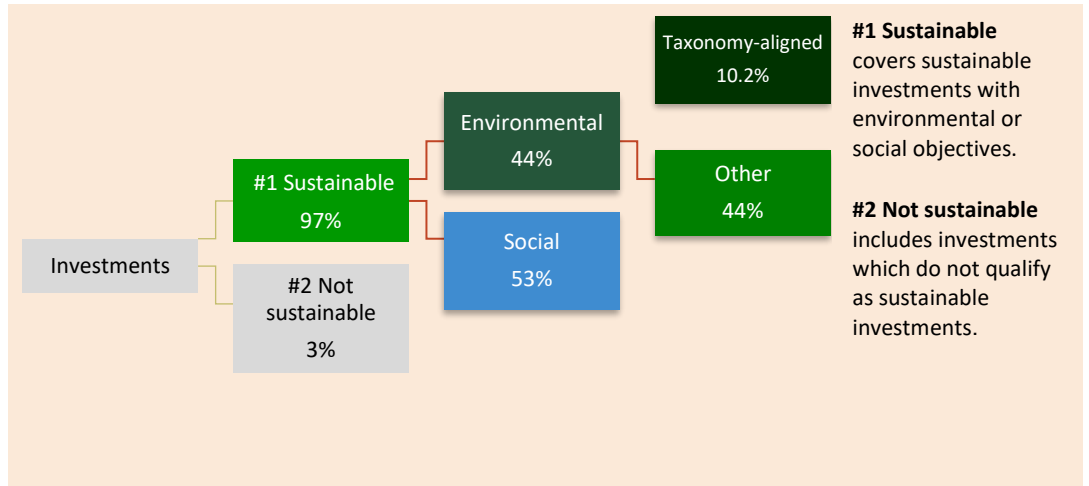 Investments
#1 Sustainable
97%
#2 Not
sustainable
3%
Environmental
44%
Social
53%
Taxonomy-aligned
10.2%
Other
44%
#1 Sustainable
covers sustainable
investments with
environmental or
social objectives.
#2 Not sustainable
includes investments
which do not qualify
as sustainable
investments.